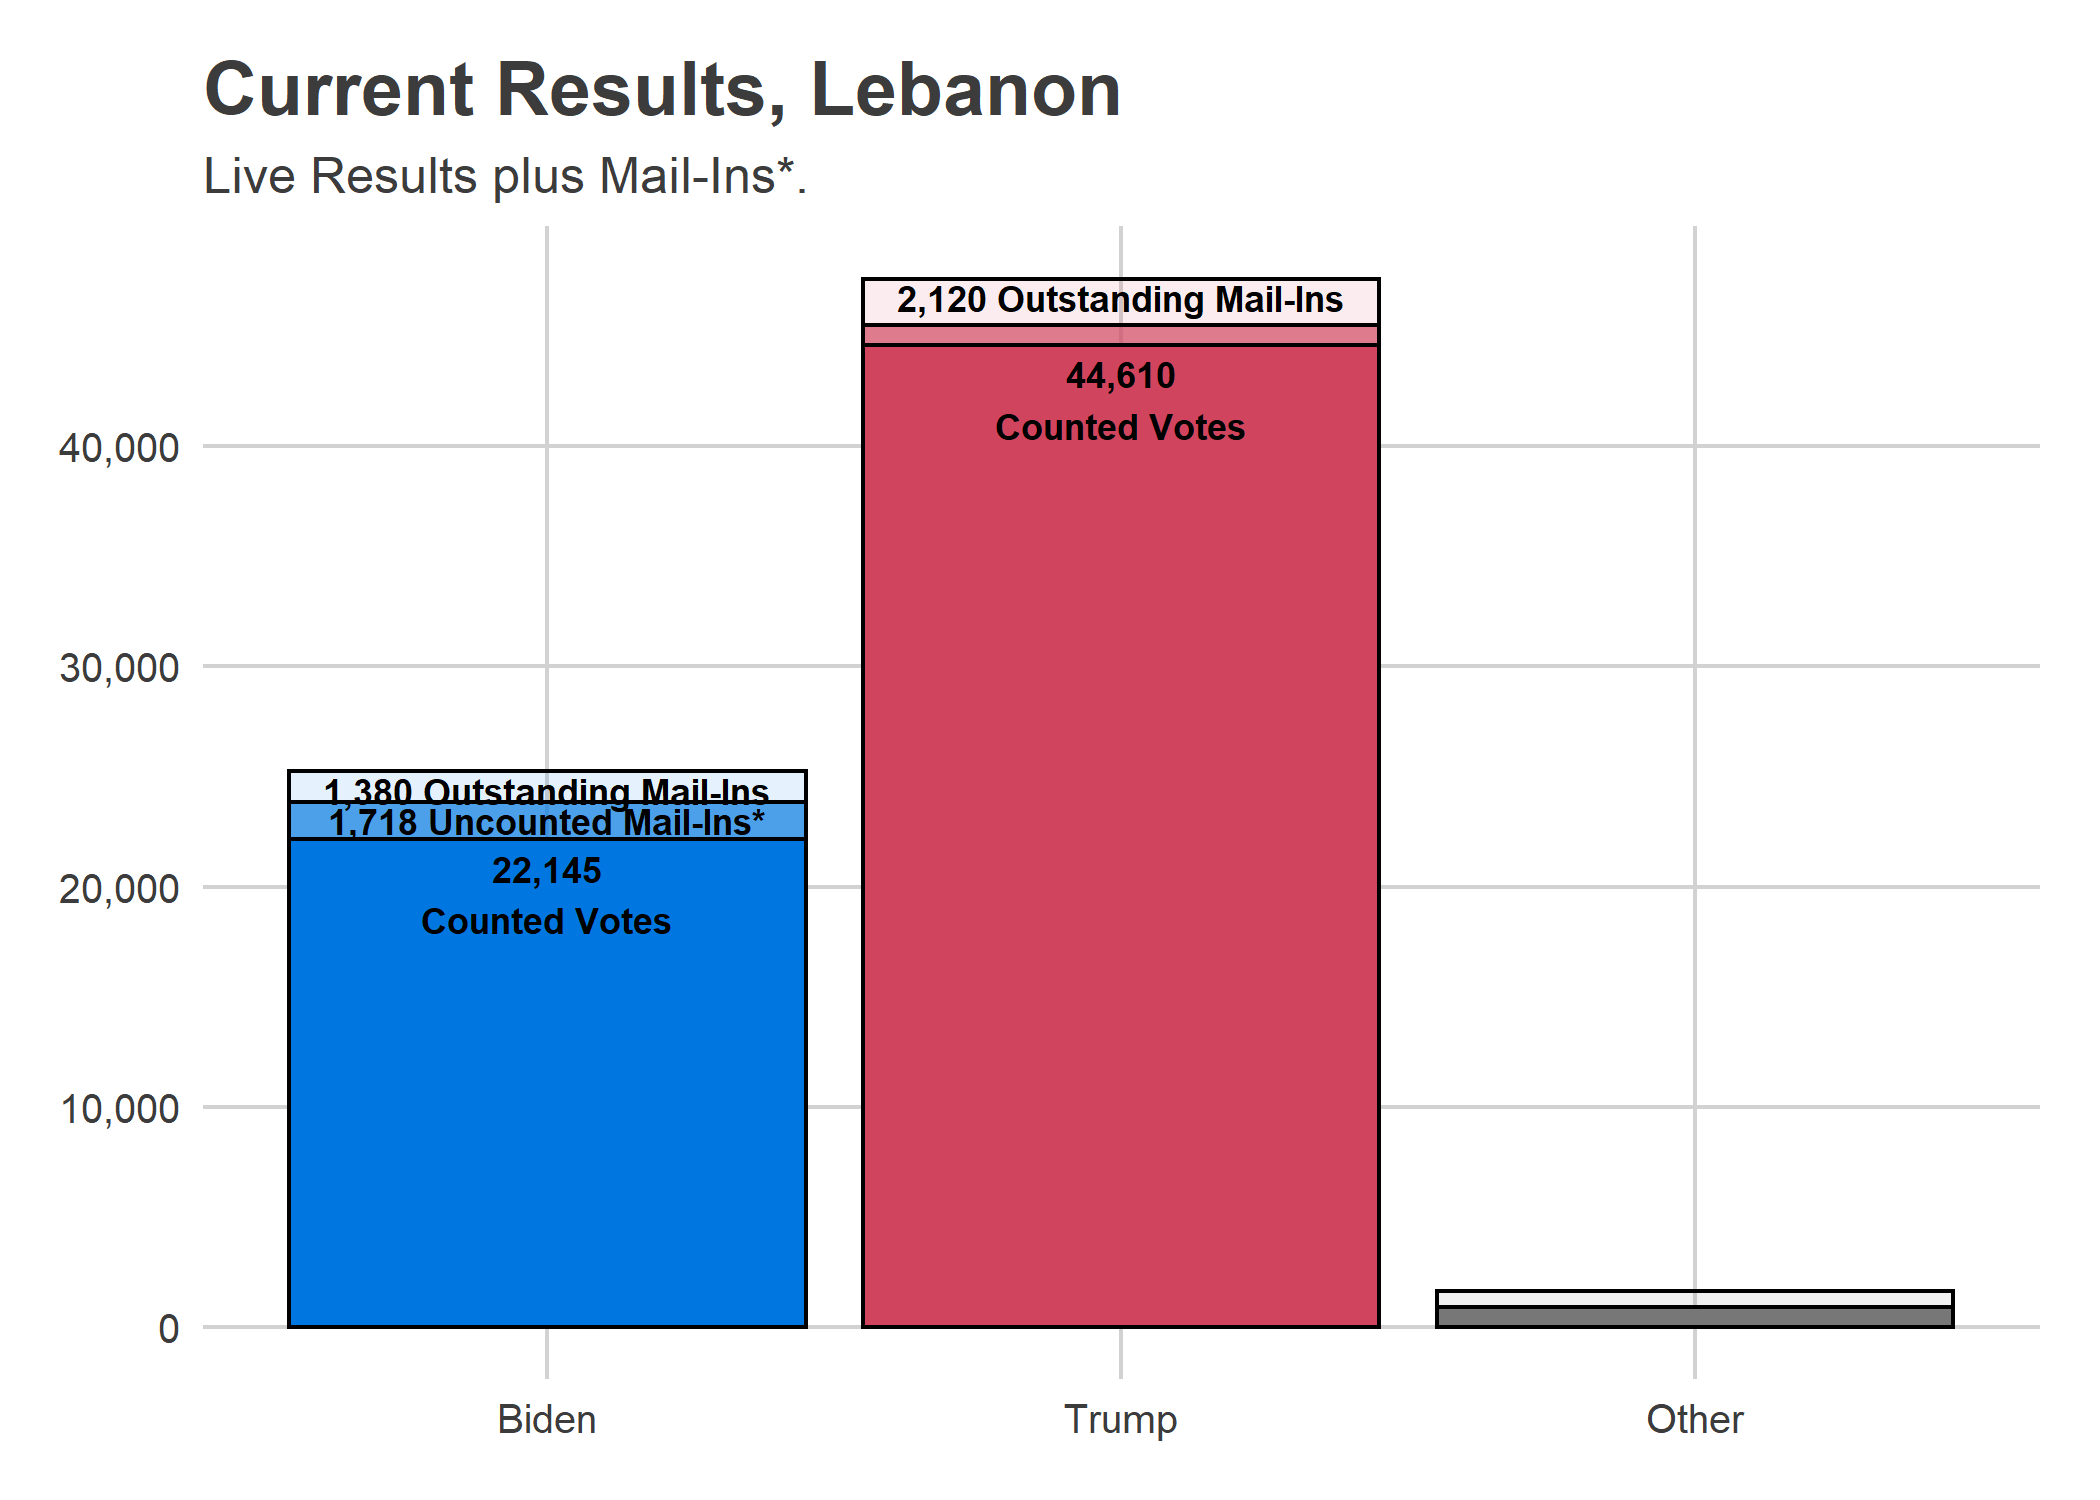 Current Results, Lebanon
Live Results plus Mail-Ins*.
2,120 Outstanding Mail-Ins
44,610
Counted Votes
40,000
30,000
1,380 Outstanding Mail-Ins
1,718 Uncounted Mail-Ins*
22,145
Counted Votes
20,000
10,000
0
Biden
Trump
Other